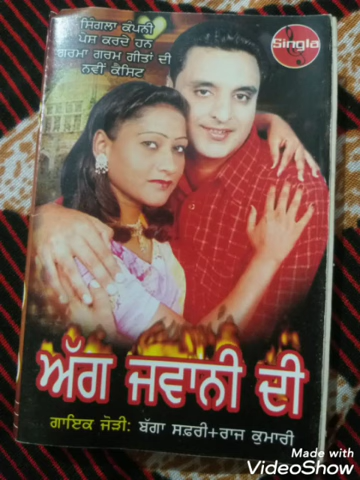 ਸਿੰਗਲਾ ਕੰਪਨੀ
ਪੇਸ਼ ਕਰਦੇ ਹਨ
ਗਰਮਾ ਗਰਮ ਗੀਤਾਂ ਦੀ
ਨਵੀਂ ਕੈਸਿਟ
Singla
ਅੱਗ ਜਵਾਨੀ ਦੀ
ਗਾਇਕ ਜੋੜੀ: ਬੱਗਾ ਸਫ਼ਰੀ+ਰਾਜ ਕੁਮਾਰੀ
Made with
VideoShow